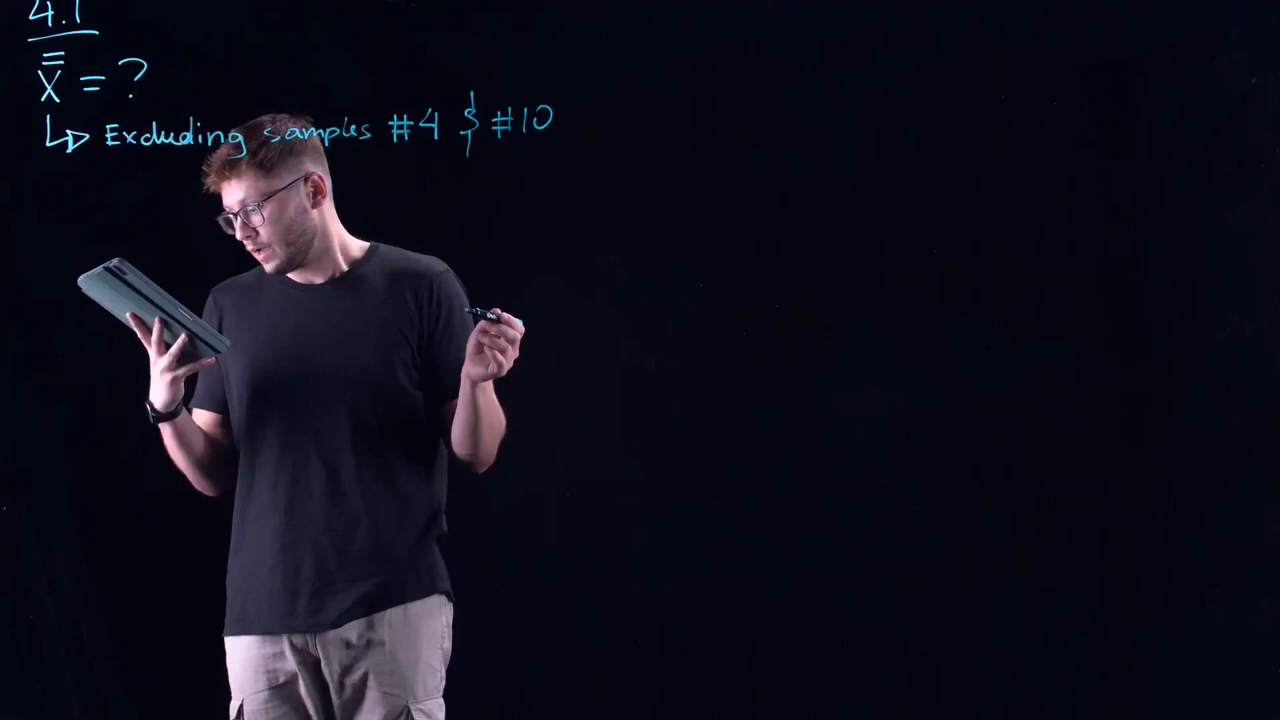 4.1
x̿ = ?
↳ Excluding samples #4 & #10